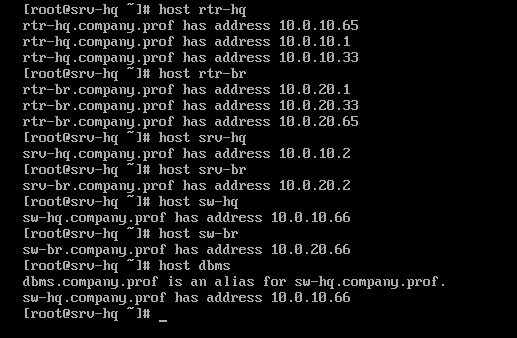 [root@srv-hq ~]# host rtr-hq
rtr-hq.company.prof has address 10.0.10.65
rtr-hq.company.prof has address 10.0.10.1
rtr-hq.company.prof has address 10.0.10.33
[root@srv-hq ~]# host rtr-br
rtr-br.company.prof has address 10.0.20.1
rtr-br.company.prof has address 10.0.20.33
rtr-br.company.prof has address 10.0.20.65
[root@srv-hq ~]# host srv-hq
srv-hq.company.prof has address 10.0.10.2
[root@srv-hq ~]# host srv-br
srv-br.company.prof has address 10.0.20.2
[root@srv-hq ~]# host sw-hq
sw-hq.company.prof has address 10.0.10.66
[root@srv-hq ~]# host sw-br
sw-br.company.prof has address 10.0.20.66
[root@srv-hq ~]# host dbms
dbms.company.prof is an alias for sw-hq.company.prof.
sw-hq.company.prof has address 10.0.10.66
[root@srv-hq ~]# _